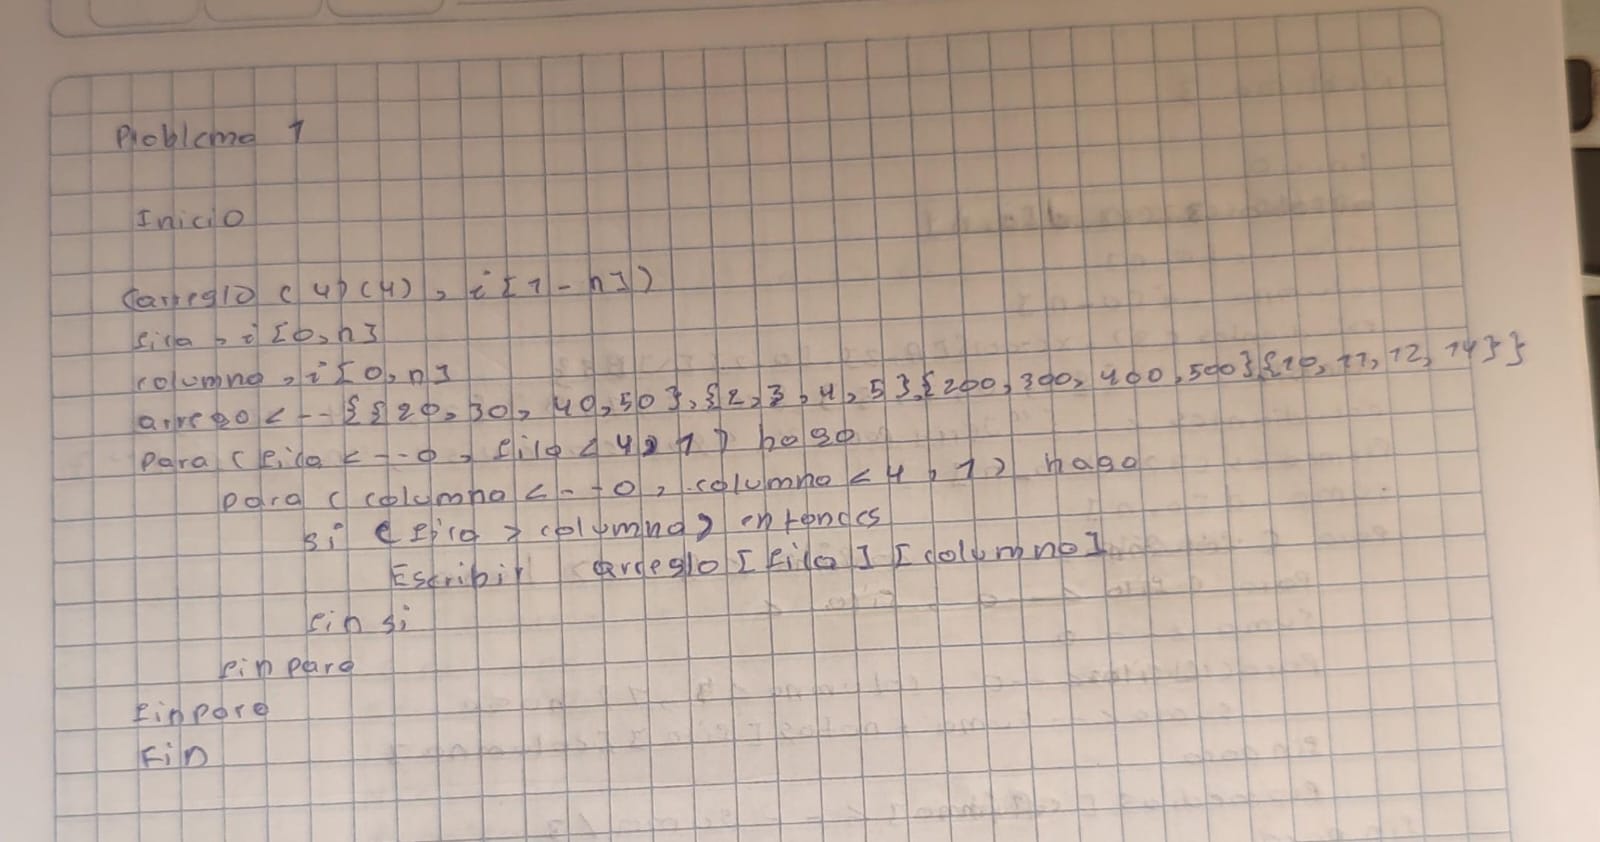 Problema 1
Inicio
(arreglo (4)(4), i[1-n])
fila, i[0,n]
columna, i[0,n]
arrego <--{{20,30,40,50},{2,3,4,5},{200,300,400,500}{10,11,12,14}}
para (fila <--0, fila <4,1) hago
para (columna <--0, columna <4,1) hago
si (fila > columna) entonces
Escribir arreglo [fila] [columna]
fin si
fin para
finpara
Fin